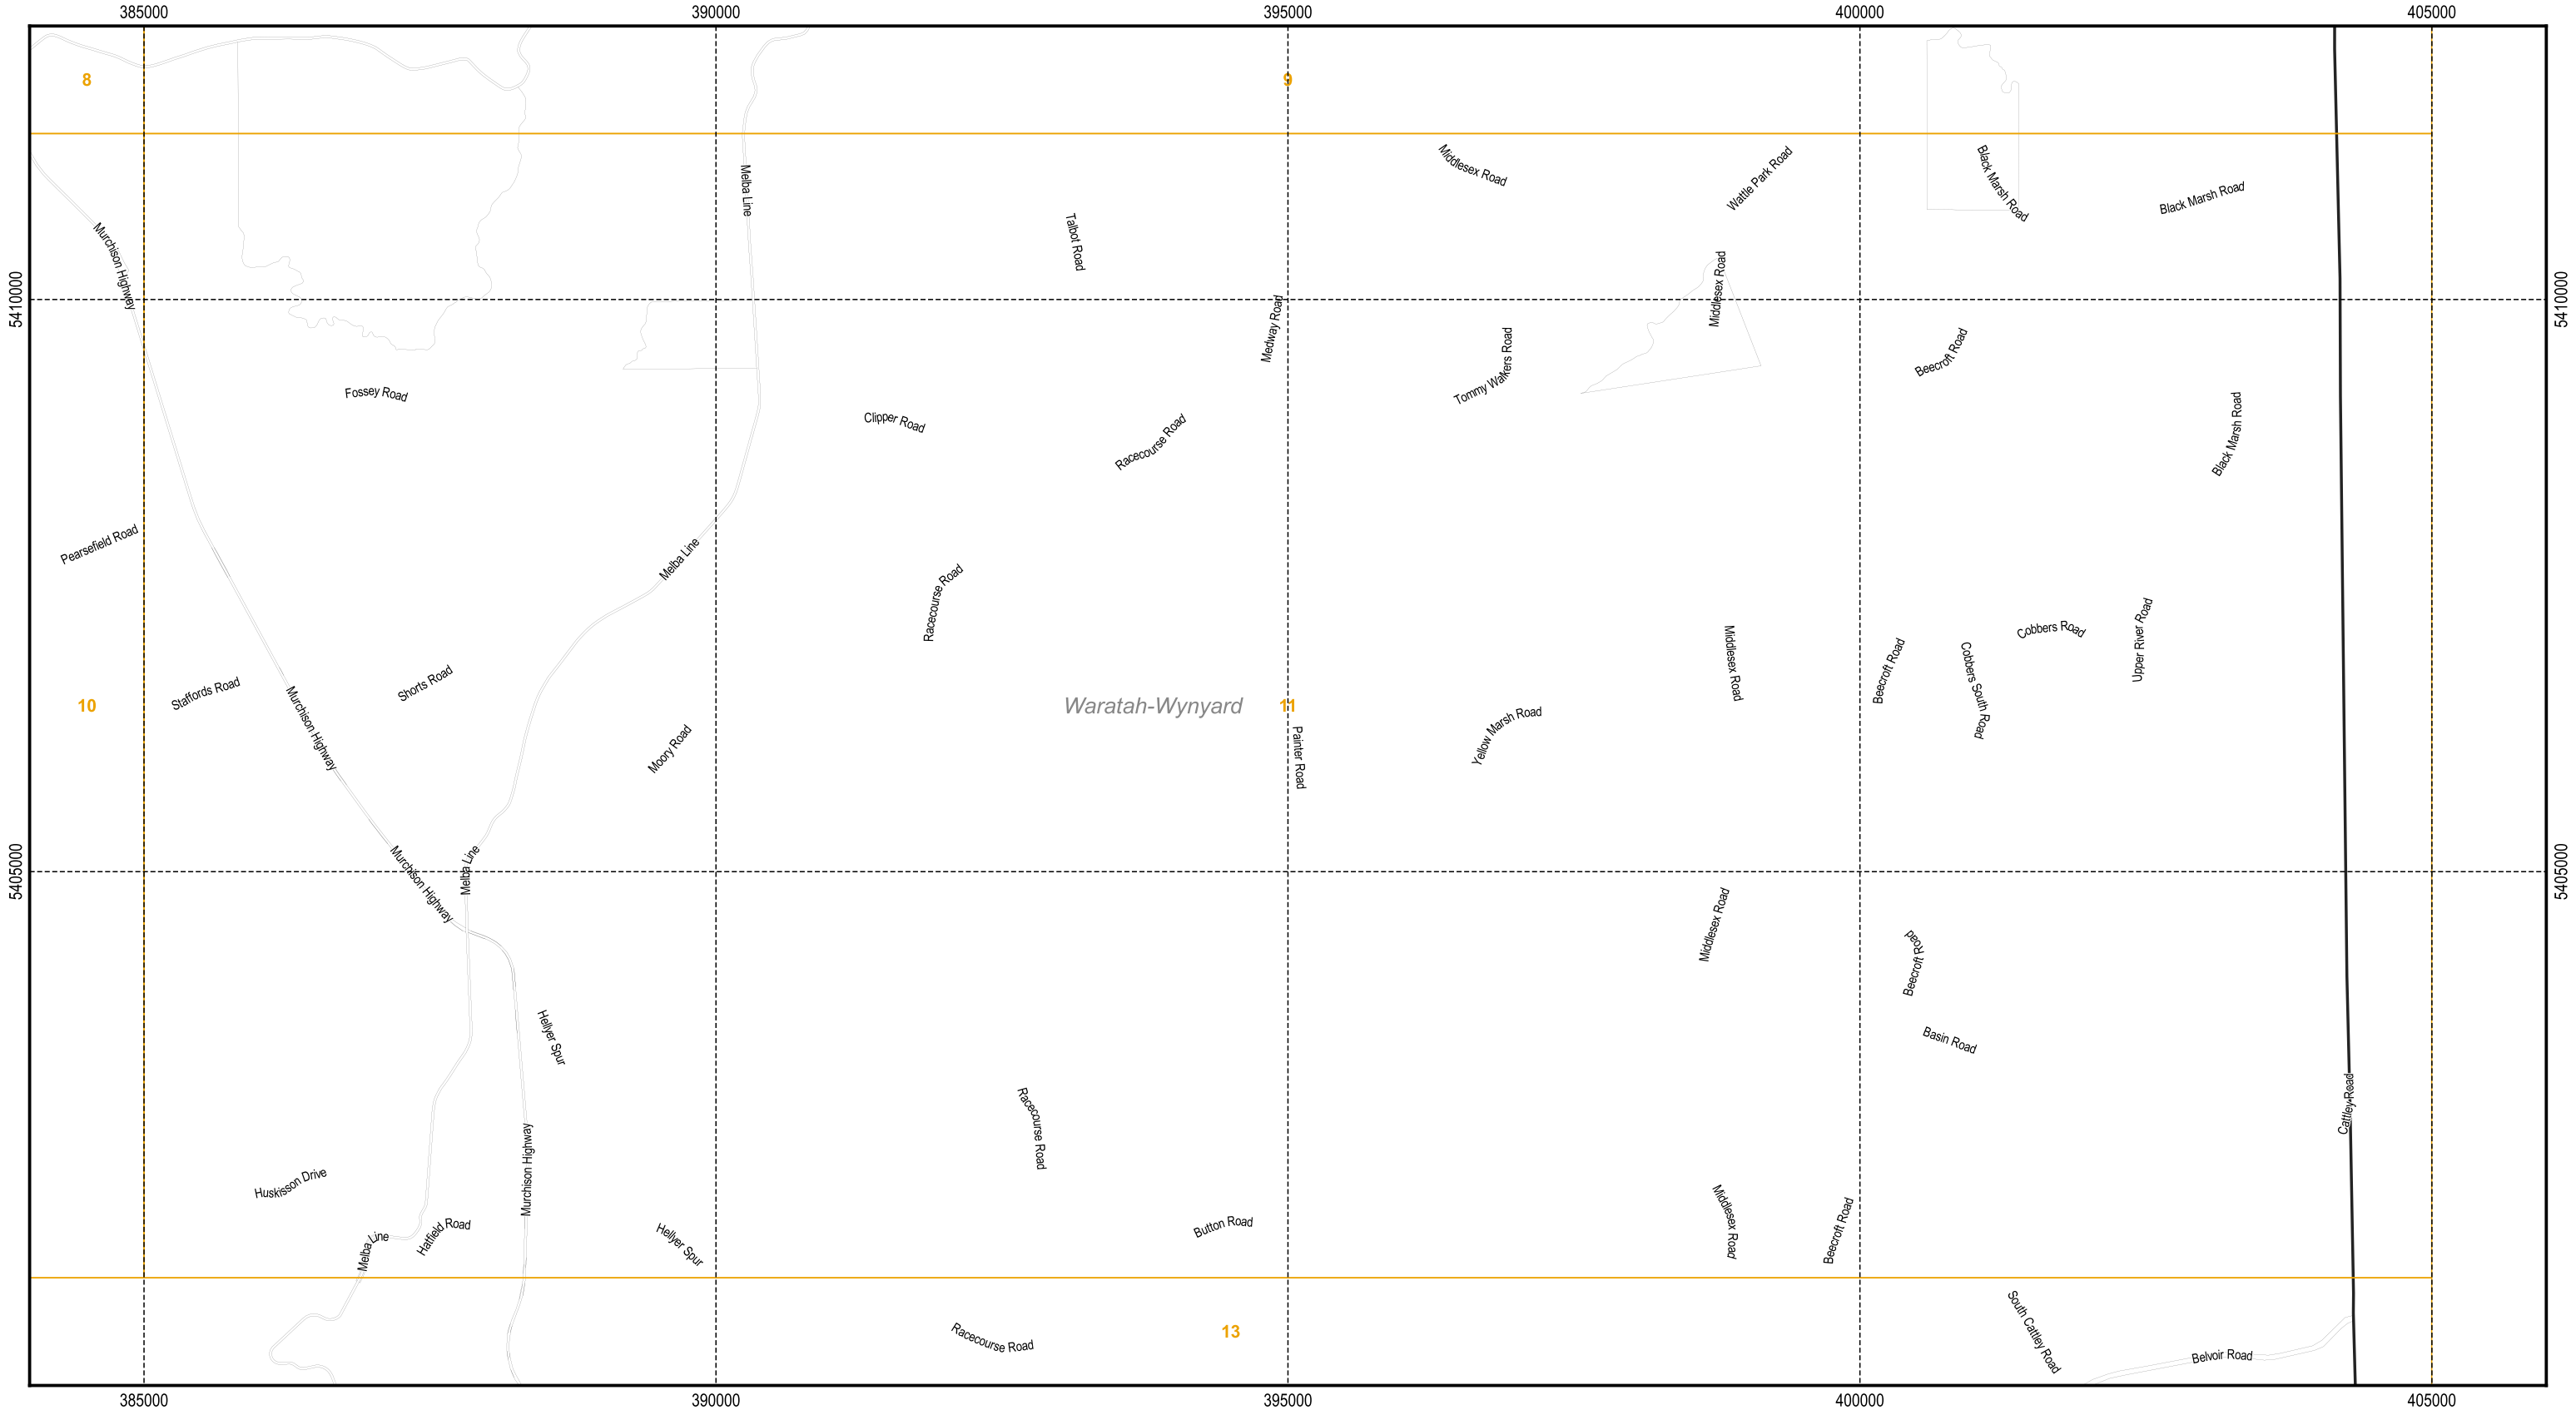 385000 390000 395000 400000 405000
8 9
Middlesex Road
Wattle Park Road
Black Marsh Road
Black Marsh Road
Melba Line
Talbot Road
Murchison Highway
Middlesex Road
5410000 5410000
Medway Road
Tommy Walkers Road
Beecroft Road
Fossey Road
Clipper Road
Racecourse Road
Black Marsh Road
Pearsefield Road
Melba Line
Racecourse Road
Cobbers Road
Upper River Road
Middlesex Road
Beecroft Road
Cobbers South Road
Staffords Road
Shorts Road
Murchison Highway
10
Waratah-Wynyard
11
Yellow Marsh Road
Moory Road
Painter Road
5405000 5405000
Murchison Highway
Melba Line
Middlesex Road
Beecroft Road
Hellyer Spur
Basin Road
Racecourse Road
Cattley Road
Murchison Highway
Huskisson Drive
Middlesex Road
Beecroft Road
Melba Line
Hatfield Road
Hellyer Spur
Button Road
South Cattley Road
Racecourse Road
13
Belvoir Road
385000 390000 395000 400000 405000